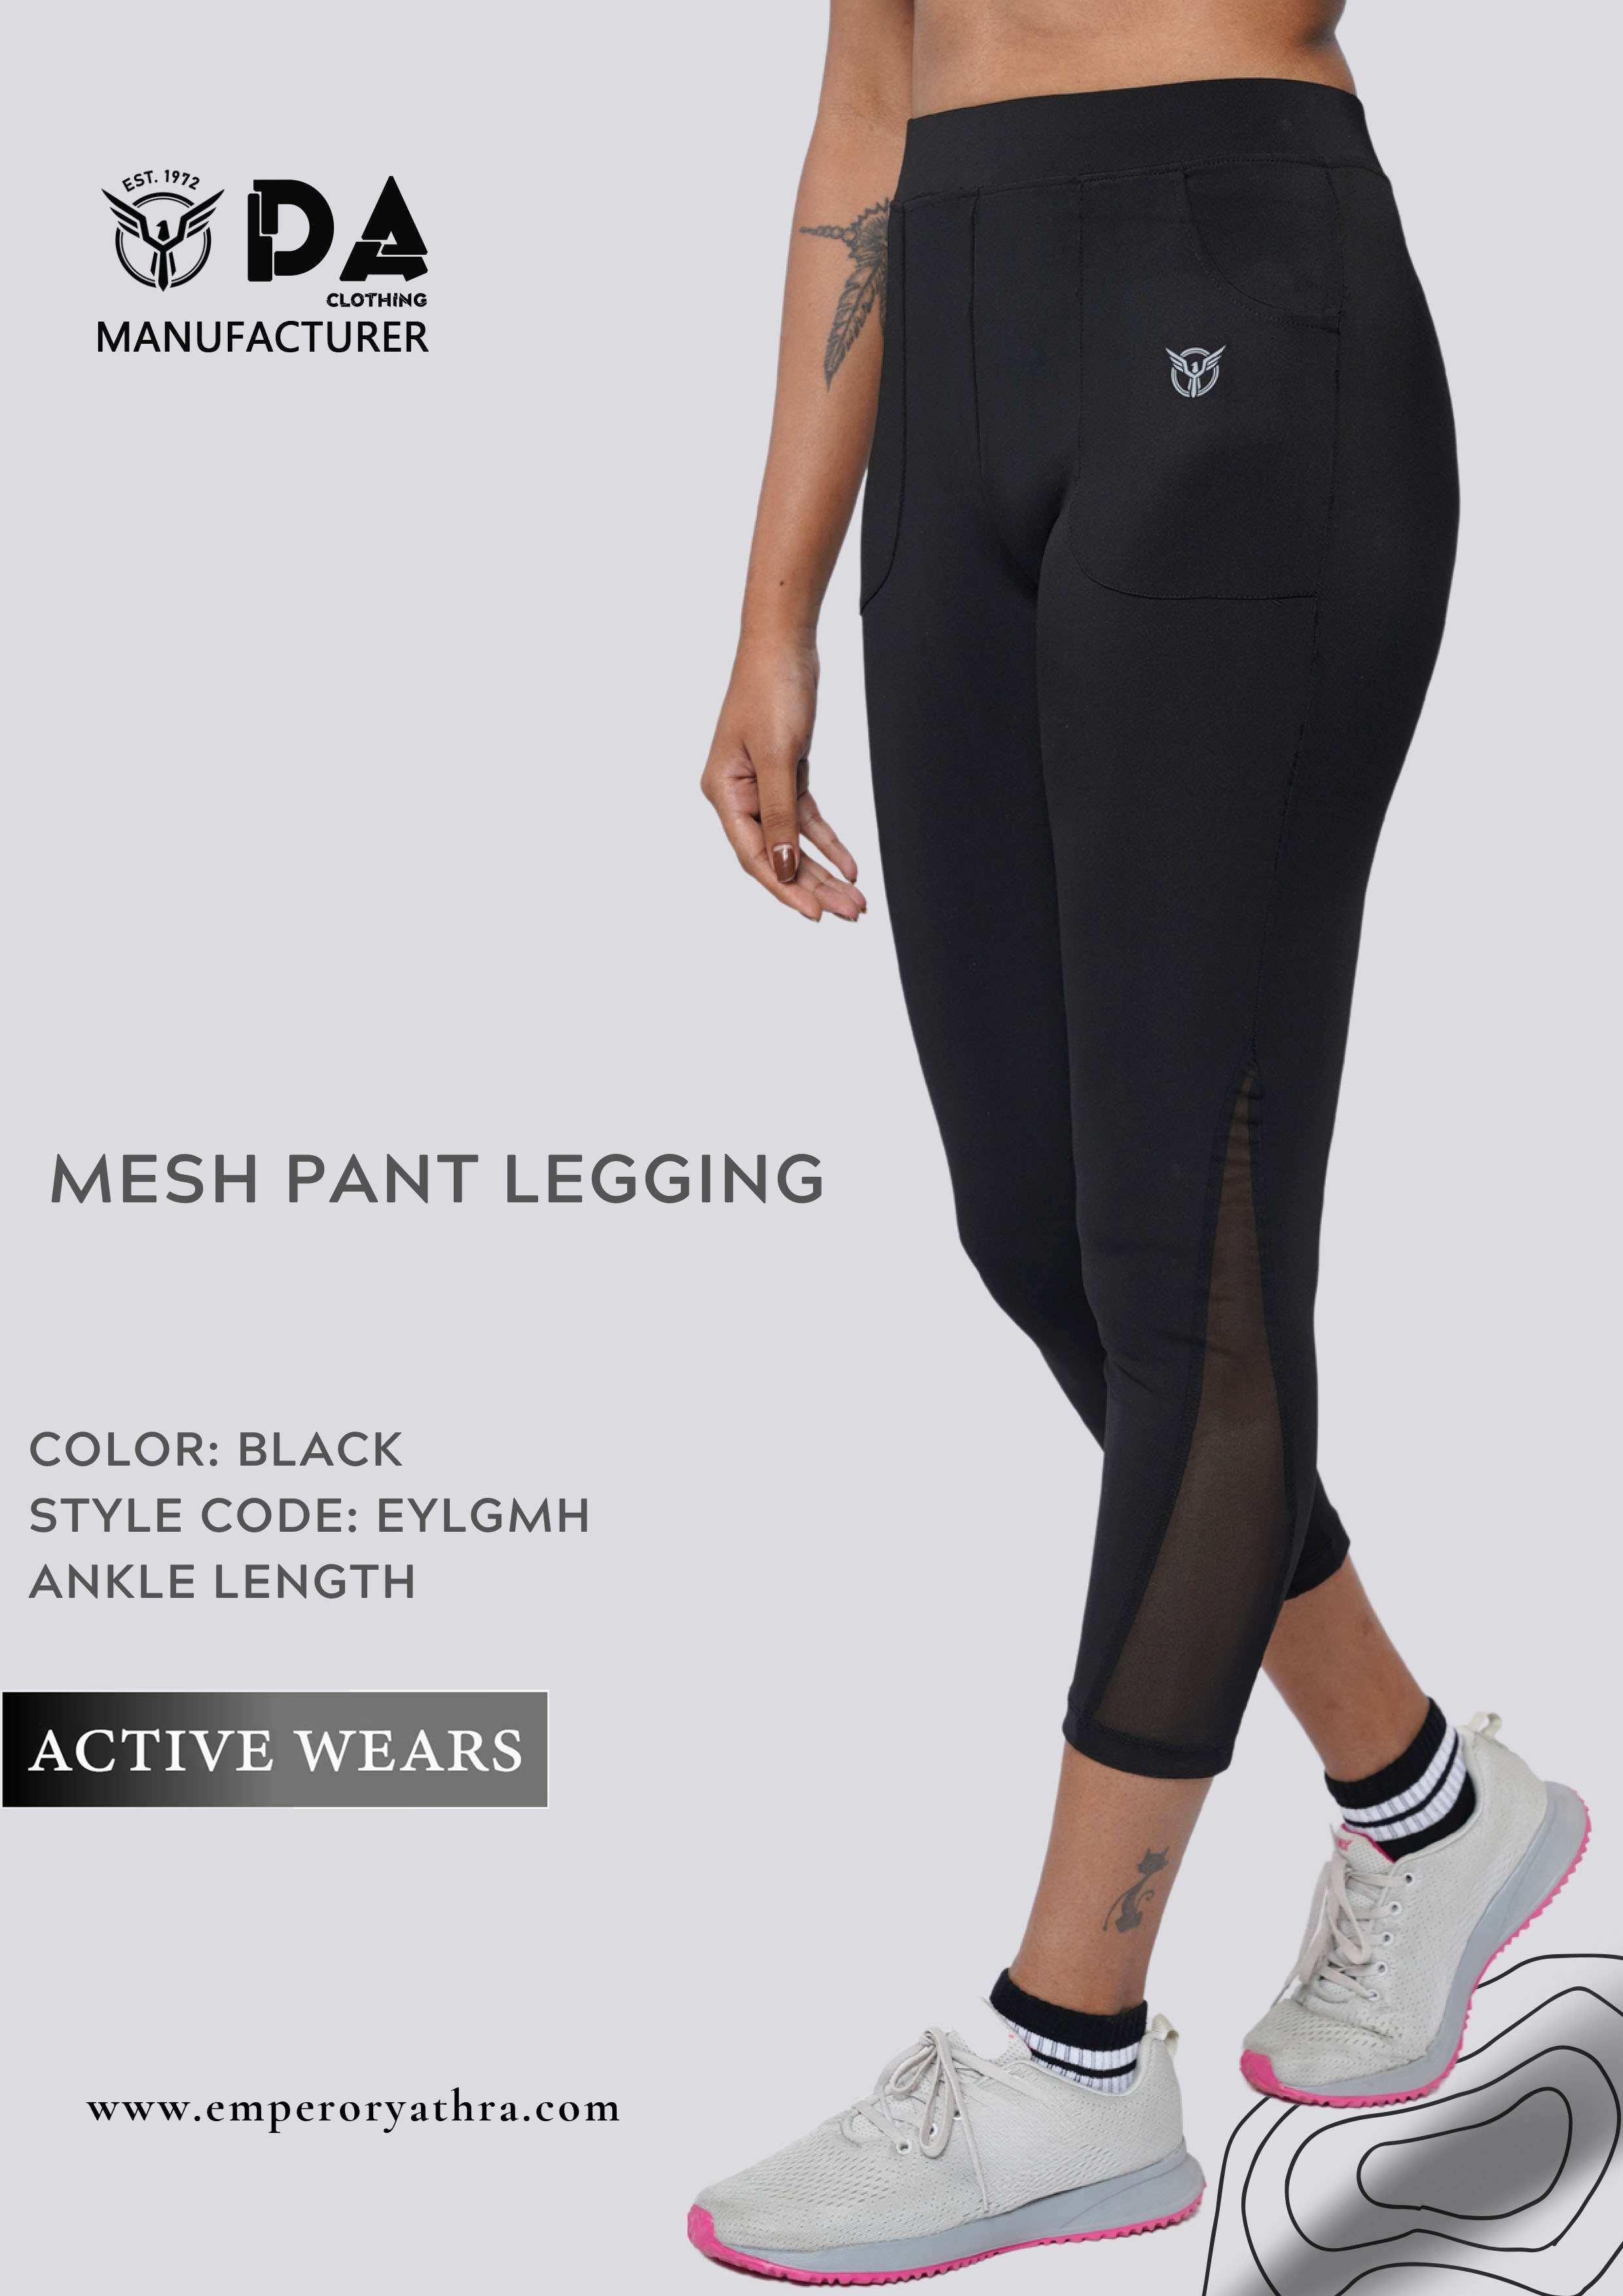 EST. 1972
DA
CLOTHING
MANUFACTURER
MESH PANT LEGGING
COLOR: BLACK
STYLE CODE: EYLGMH
ANKLE LENGTH
ACTIVE WEARS
www.emperoryathra.com